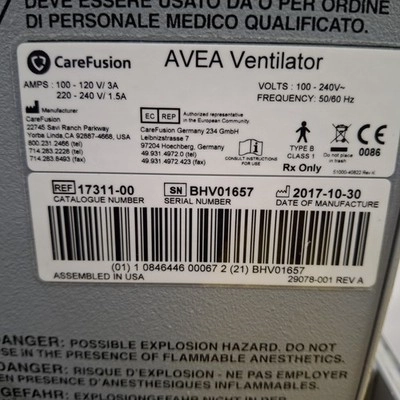 DEVE ESSERE USATO DA O PER ORDINE
DI PERSONALE MEDICO QUALIFICATO.
CareFusion
AVEA Ventilator
AMPS : 100 - 120 V/ 3A
220 - 240 V/ 1.5A
VOLTS : 100 - 240V~
FREQUENCY: 50/60 Hz
Manufacturer
CareFusion
22745 Savi Ranch Parkway
Yorba Linda, CA 92887-4668, USA
800.231.2466 (tel)
714.283.2228 (tel)
714.283.8493 (fax)
EC REP
Authorized representative
in the European Community.
CareFusion Germany 234 GmbH
Leibnizstrasse 7
97204 Hoechberg, Germany
49.931.4972 0 (tel)
49.931.4972.423 (fax)
CONSULT INSTRUCTIONS
FOR USE
TYPE B
CLASS 1
Do not place
in trash
0086
Rx Only
REF 17311-00
CATALOGUE NUMBER
SN BHV01657
SERIAL NUMBER
2017-10-30
DATE OF MANUFACTURE
(01) 1 0846446 00067 2 (21) BHV01657
ASSEMBLED IN USA
29078-001 REV A
DANGER: POSSIBLE EXPLOSION HAZARD. DO NOT
USE IN THE PRESENCE OF FLAMMABLE ANESTHETICS.
DANGER: RISQUE D'EXPLOSION - NE PAS EMPLOYER
EN PRESENCE D'ANESTHESIQUES INFLAMMABLES.
GEFAHR: EXPLOSIONGEFAHR NICHT IN DER